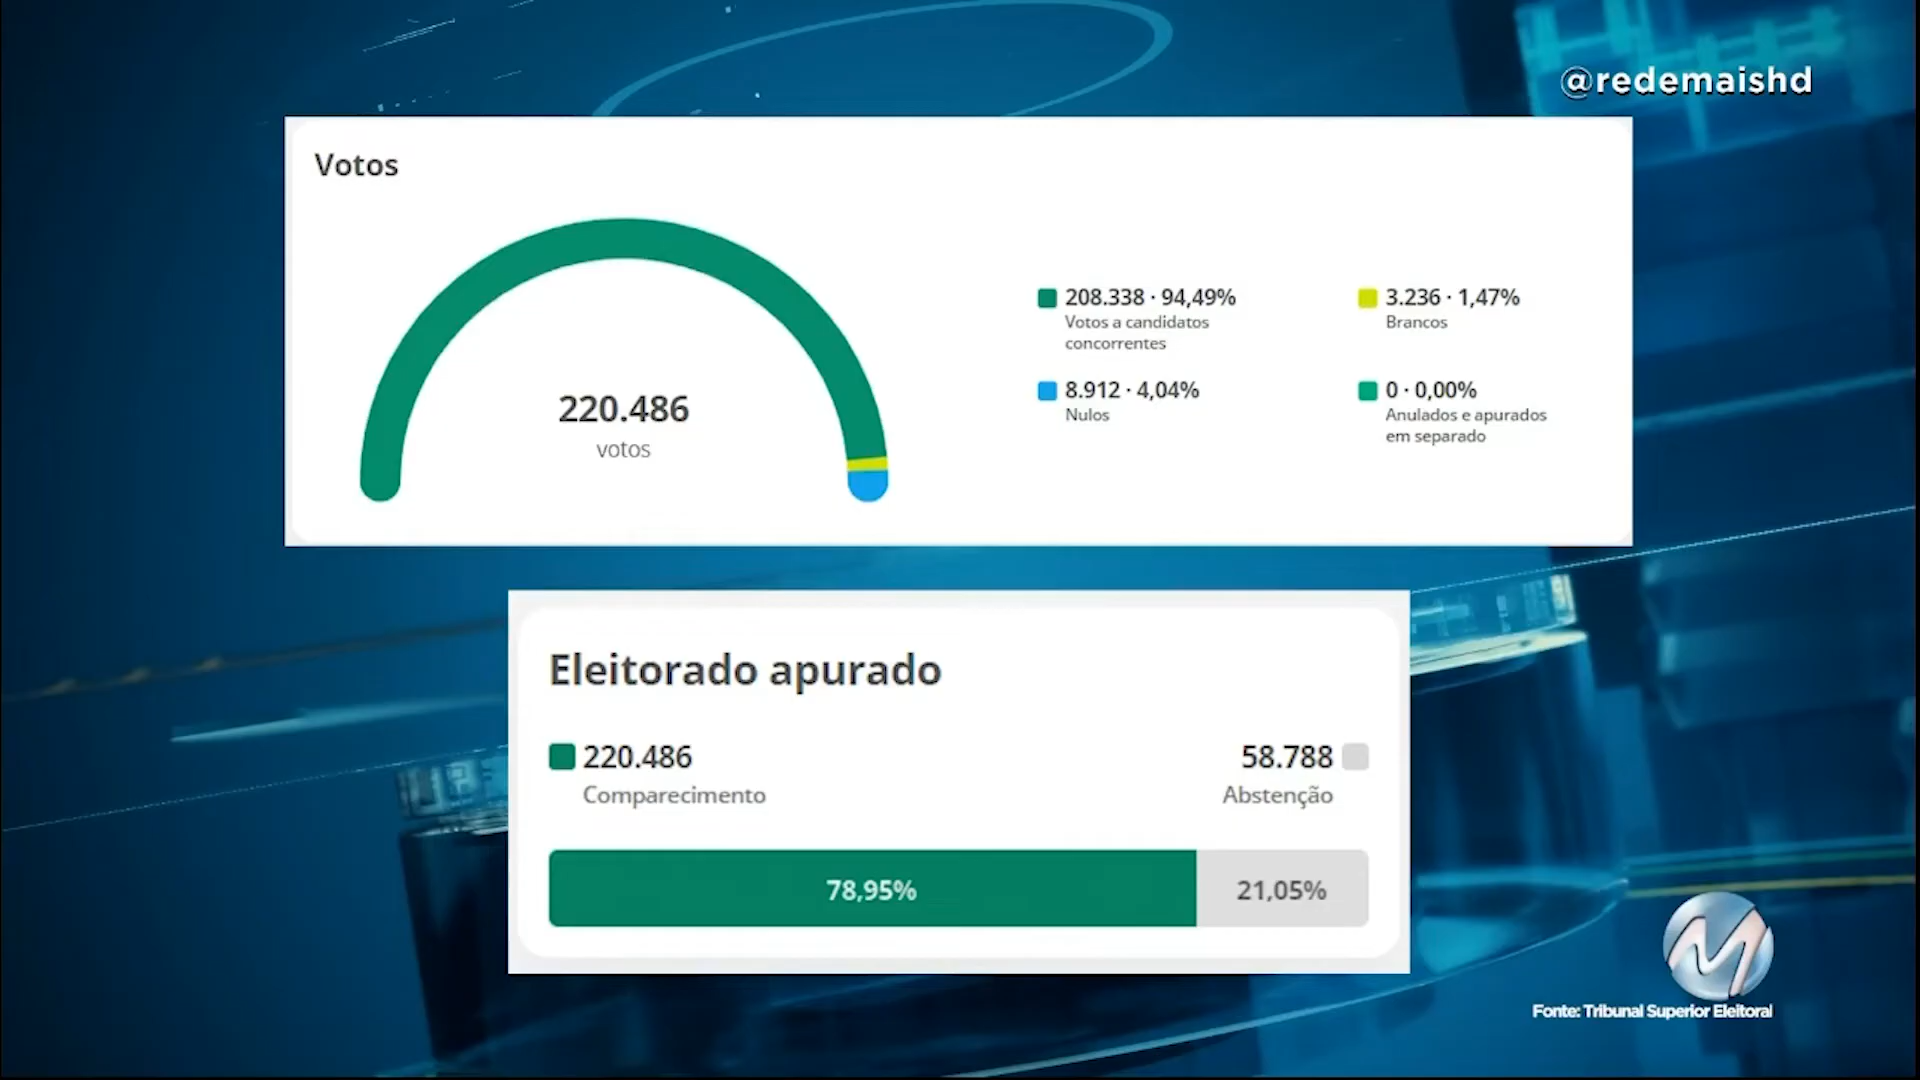 @redemaishd
Votos
220.486
votos
208.338 · 94,49%
Votos a candidatos
concorrentes
3.236 · 1,47%
Brancos
8.912 · 4,04%
Nulos
0 · 0,00%
Anulados e apurados
em separado
Eleitorado apurado
220.486
Comparecimento
58.788
Abstenção
78,95%
21,05%
M
Fonte: Tribunal Superior Eleitoral